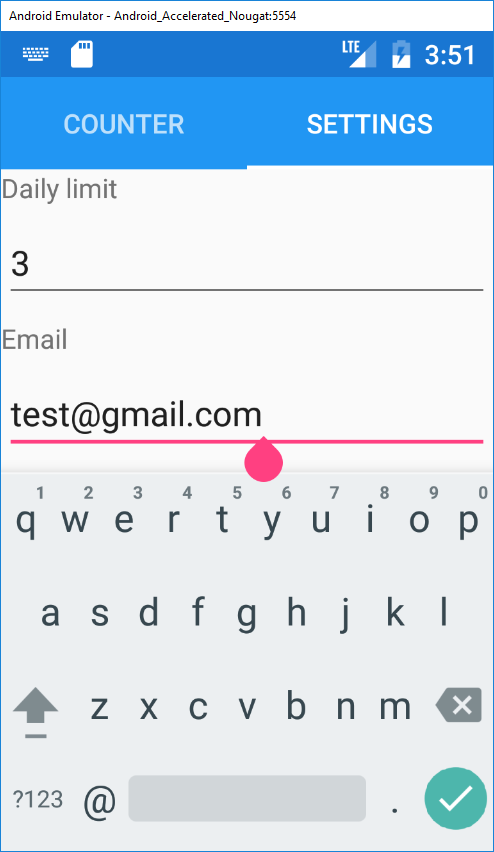 Android Emulator - Android_Accelerated_Nougat:5554
LTE 3:51
COUNTER SETTINGS
Daily limit
3
Email
test@gmail.com
1 2 3 4 5 6 7 8 9 0
q w e r t y u i o p
a s d f g h j k l
z x c v b n m
?123 @ .